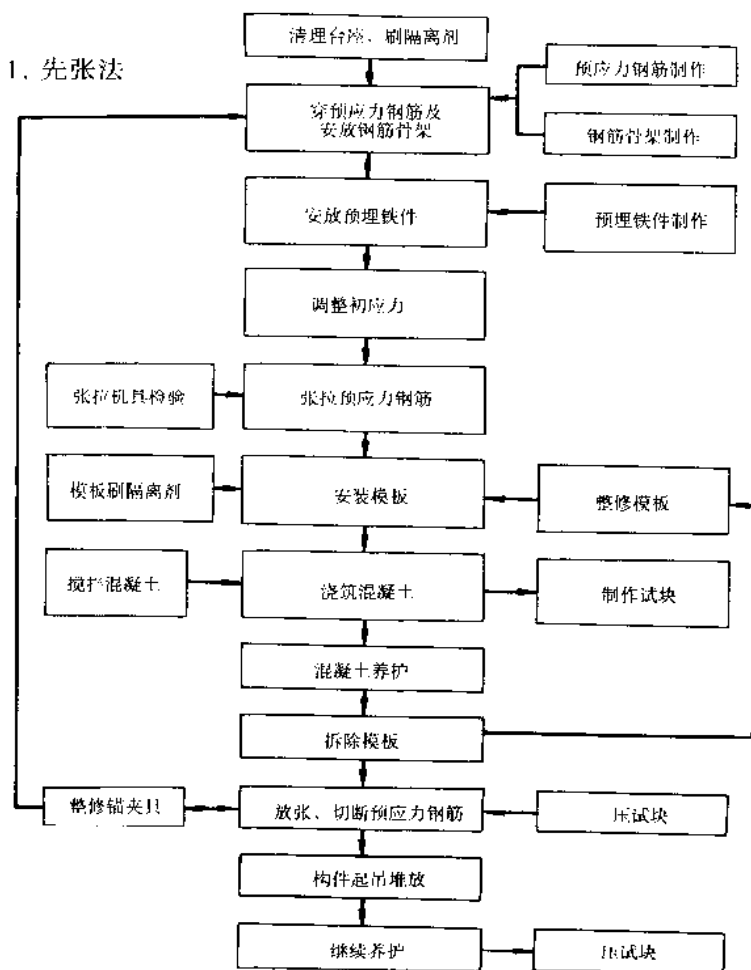 清理台座、刷隔离剂
1. 先张法
预应力钢筋制作
穿预应力钢筋及
安放钢筋骨架
钢筋骨架制作
安放预埋铁件
预埋铁件制作
调整初应力
张拉机具检验
张拉预应力钢筋
模板刷隔离剂
安装模板
整修模板
搅拌混凝土
浇筑混凝土
制作试块
混凝土养护
拆除模板
整修锚夹具
放张、切断预应力钢筋
压试块
构件起吊堆放
继续养护
压试块